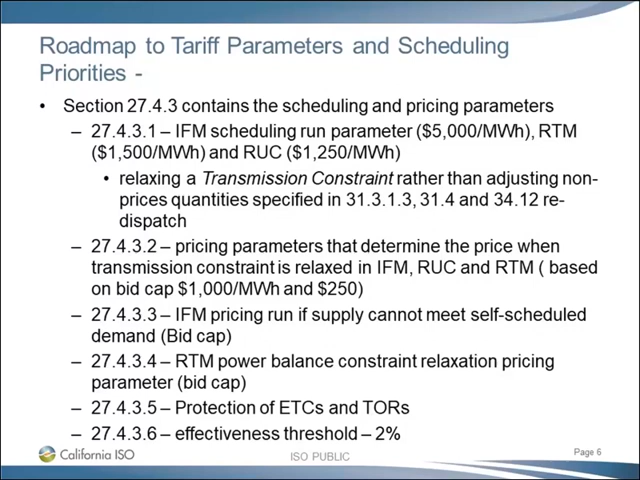 Roadmap to Tariff Parameters and Scheduling
Priorities -
• Section 27.4.3 contains the scheduling and pricing parameters
– 27.4.3.1 – IFM scheduling run parameter ($5,000/MWh), RTM
($1,500/MWh) and RUC ($1,250/MWh)
• relaxing a Transmission Constraint rather than adjusting non-
prices quantities specified in 31.3.1.3, 31.4 and 34.12 re-
dispatch
– 27.4.3.2 – pricing parameters that determine the price when
transmission constraint is relaxed in IFM, RUC and RTM ( based
on bid cap $1,000/MWh and $250)
– 27.4.3.3 – IFM pricing run if supply cannot meet self-scheduled
demand (Bid cap)
– 27.4.3.4 – RTM power balance constraint relaxation pricing
parameter (bid cap)
– 27.4.3.5 – Protection of ETCs and TORs
– 27.4.3.6 – effectiveness threshold – 2%
California ISO
ISO PUBLIC
Page 6